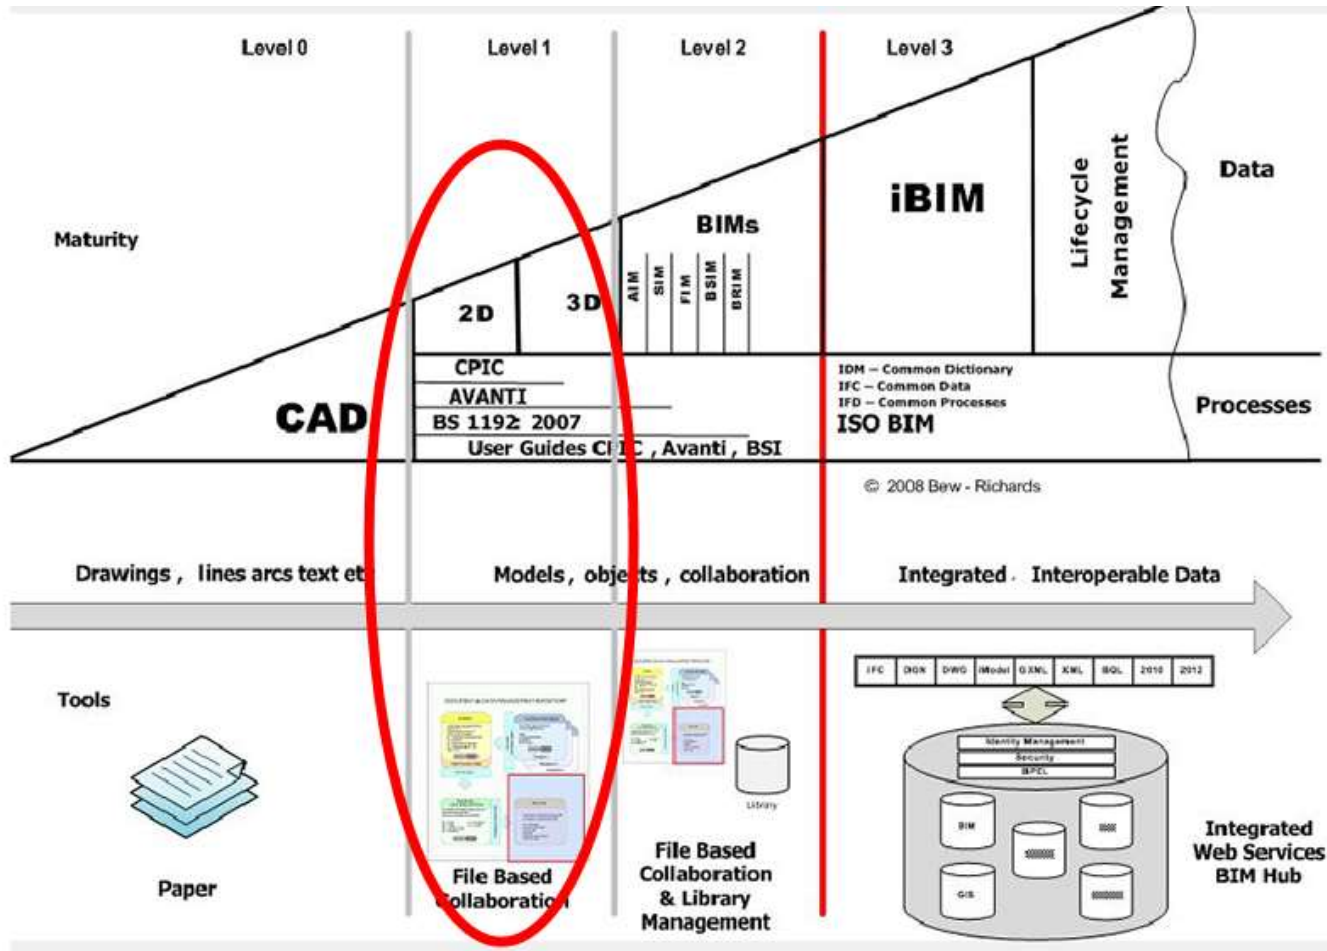 Level 0
Level 1
Level 2
Level 3
Maturity
2D
3D
BIMs
AIM
SIM
FIM
BSIM
BRIM
iBIM
Lifecycle
Management
Data
CAD
CPIC
AVANTI
BS 1192: 2007
User Guides CPIC , Avanti , BSI
IDM – Common Dictionary
IFC – Common Data
IFD – Common Processes
ISO BIM
Processes
© 2008 Bew - Richards
Drawings , lines arcs text etc
Models , objects , collaboration
Integrated , Interoperable Data
Tools
Paper
File Based
Collaboration
Library
File Based
Collaboration
& Library
Management
IFC
DGN
DWG
iModel
GXML
XML
SQL
2010
2012
Identity Management
Security
BPEL
BIM
GIS
Integrated
Web Services
BIM Hub